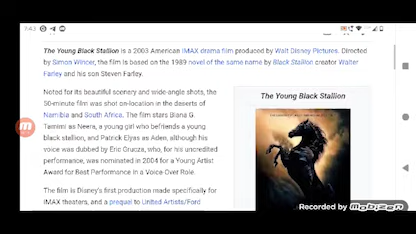 7:43
The Young Black Stallion is a 2003 American IMAX drama film produced by Walt Disney Pictures. Directed
by Simon Wincer, the film is based on the 1989 novel of the same name by Black Stallion creator Walter
Farley and his son Steven Farley.
Noted for its beautiful scenery and wide-angle shots, the
50-minute film was shot on-location in the deserts of
Namibia and South Africa. The film stars Biana G.
Tamimi as Neera, a young girl who befriends a young
black stallion, and Patrick Elyas as Aden, although his
voice was dubbed by Eric Grucza, who, for his uncredited
performance, was nominated in 2004 for a Young Artist
Award for Best Performance in a Voice-Over Role.
The film is Disney's first production made specifically for
IMAX theaters, and a prequel to United Artists/Ford
The Young Black Stallion
Recorded by MOBIZEN